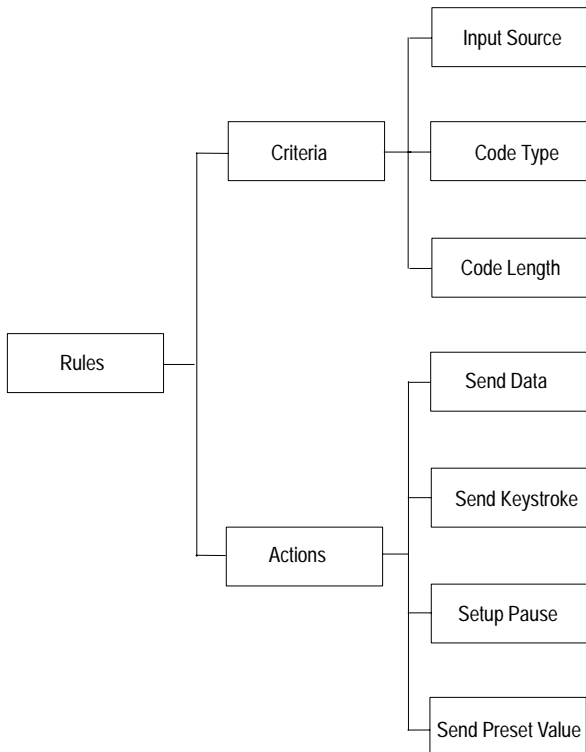 Input Source
Criteria
Code Type
Code Length
Rules
Send Data
Send Keystroke
Actions
Setup Pause
Send Preset Value